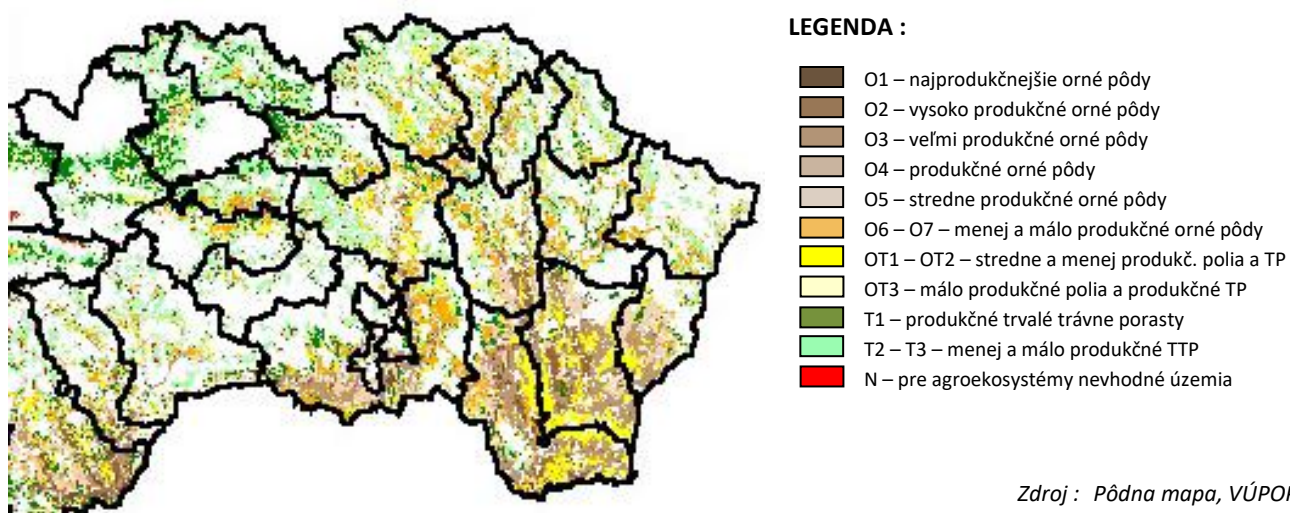 LEGENDA :
O1 – najprodukčnejšie orné pôdy
O2 – vysoko produkčné orné pôdy
O3 – veľmi produkčné orné pôdy
O4 – produkčné orné pôdy
O5 – stredne produkčné orné pôdy
O6 – O7 – menej a málo produkčné orné pôdy
OT1 – OT2 – stredne a menej produkč. polia a TP
OT3 – málo produkčné polia a produkčné TP
T1 – produkčné trvalé trávne porasty
T2 – T3 – menej a málo produkčné TTP
N – pre agroekosystémy nevhodné územia
Zdroj : Pôdna mapa,